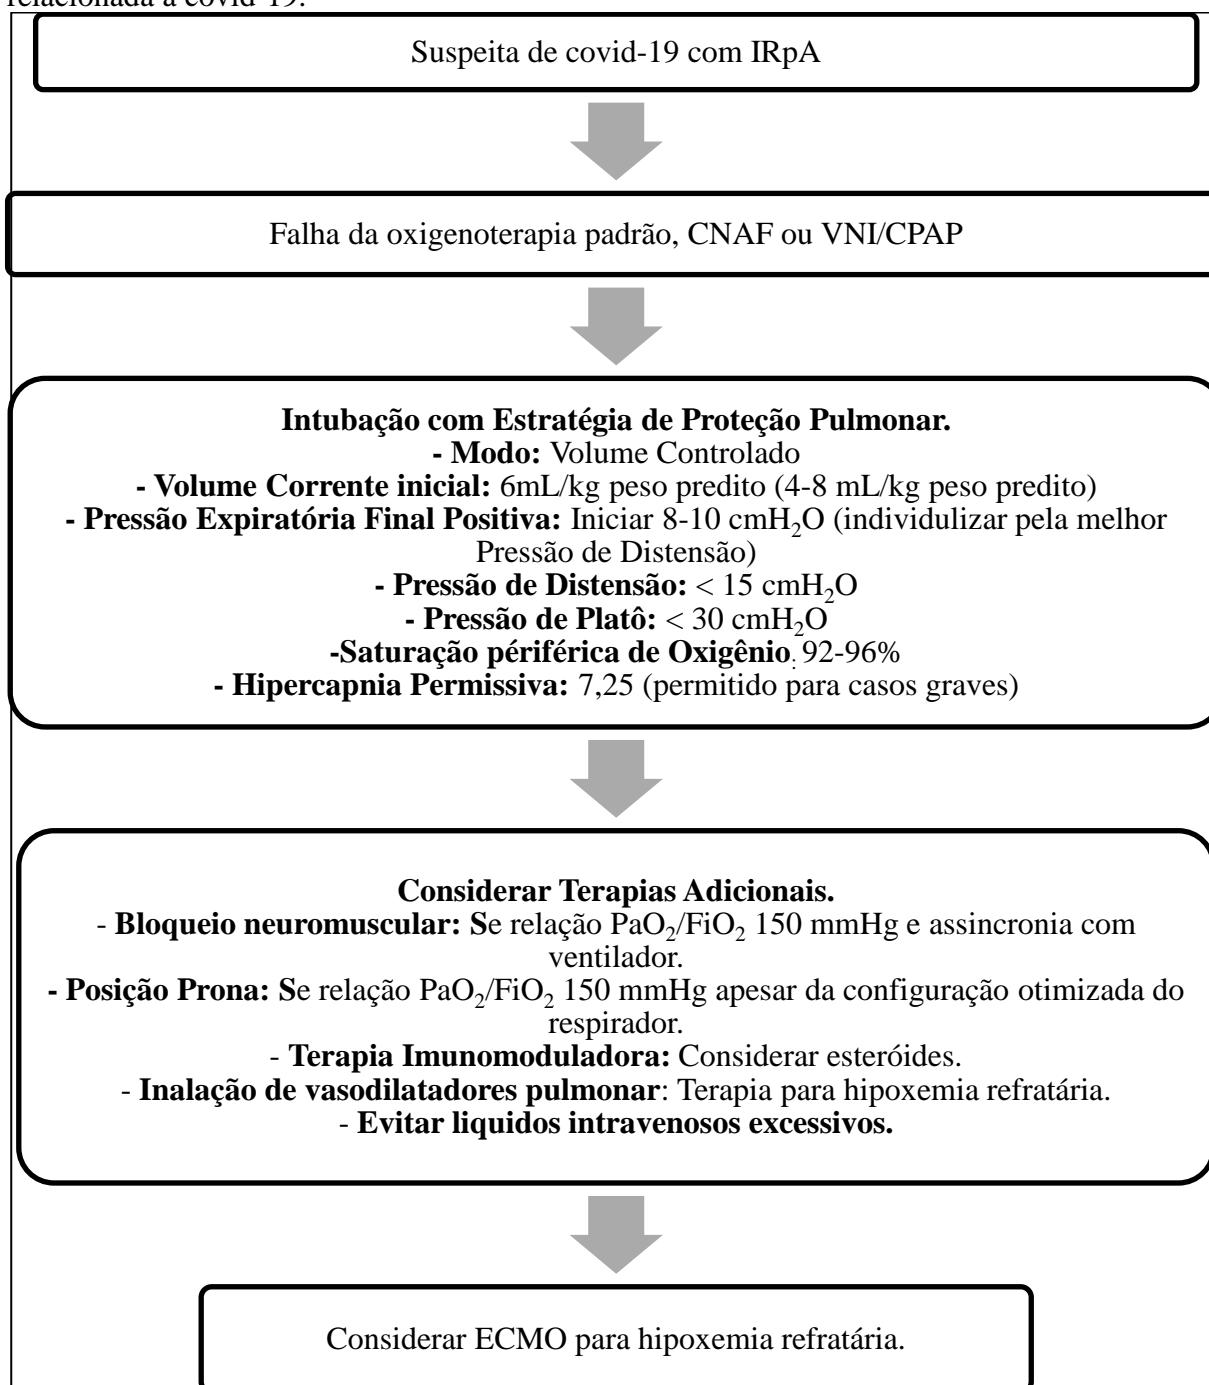 relacionada à covid-19.
Suspeita de covid-19 com IRpA
Falha da oxigenoterapia padrão, CNAF ou VNI/CPAP
Intubação com Estratégia de Proteção Pulmonar.
- Modo: Volume Controlado
- Volume Corrente inicial: 6mL/kg peso predito (4-8 mL/kg peso predito)
- Pressão Expiratória Final Positiva: Iniciar 8-10 cmH₂O (individulizar pela melhor
Pressão de Distensão)
- Pressão de Distensão: < 15 cmH₂O
- Pressão de Platô: < 30 cmH₂O
-Saturação périférica de Oxigênio: 92-96%
- Hipercapnia Permissiva: 7,25 (permitido para casos graves)
Considerar Terapias Adicionais.
- Bloqueio neuromuscular: Se relação PaO₂/FiO₂ 150 mmHg e assincronia com
ventilador.
- Posição Prona: Se relação PaO₂/FiO₂ 150 mmHg apesar da configuração otimizada do
respirador.
- Terapia Imunomoduladora: Considerar esteróides.
- Inalação de vasodilatadores pulmonar: Terapia para hipoxemia refratária.
- Evitar liquidos intravenosos excessivos.
Considerar ECMO para hipoxemia refratária.